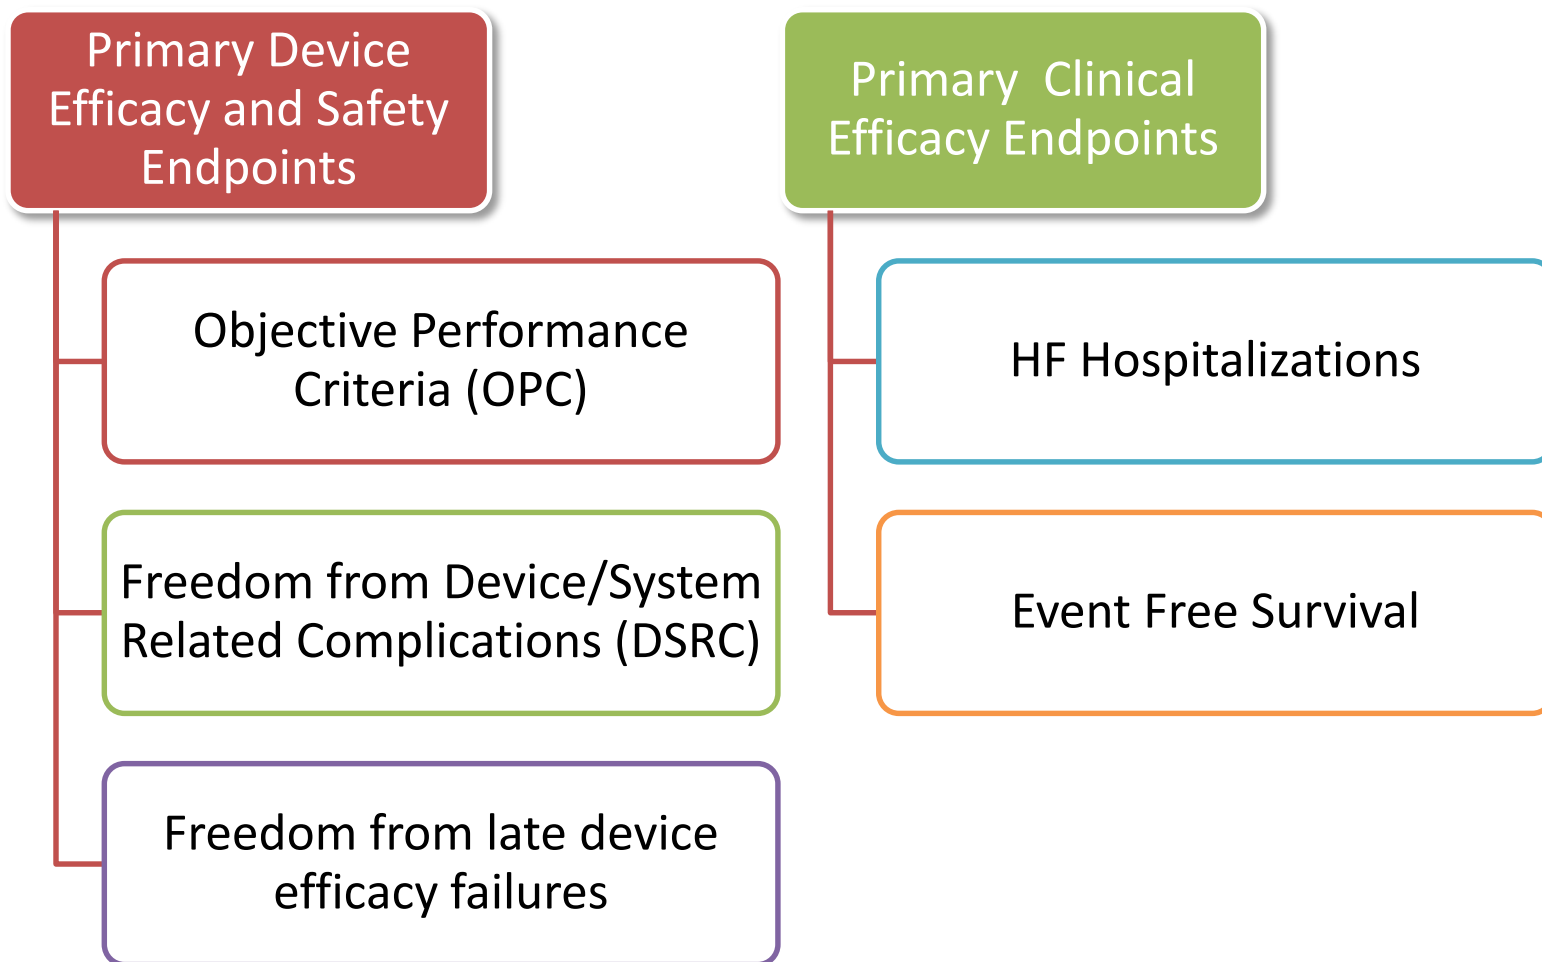 Primary Device
Efficacy and Safety
Endpoints
Objective Performance
Criteria (OPC)
Freedom from Device/System
Related Complications (DSRC)
Freedom from late device
efficacy failures
Primary  Clinical
Efficacy Endpoints
HF Hospitalizations
Event Free Survival